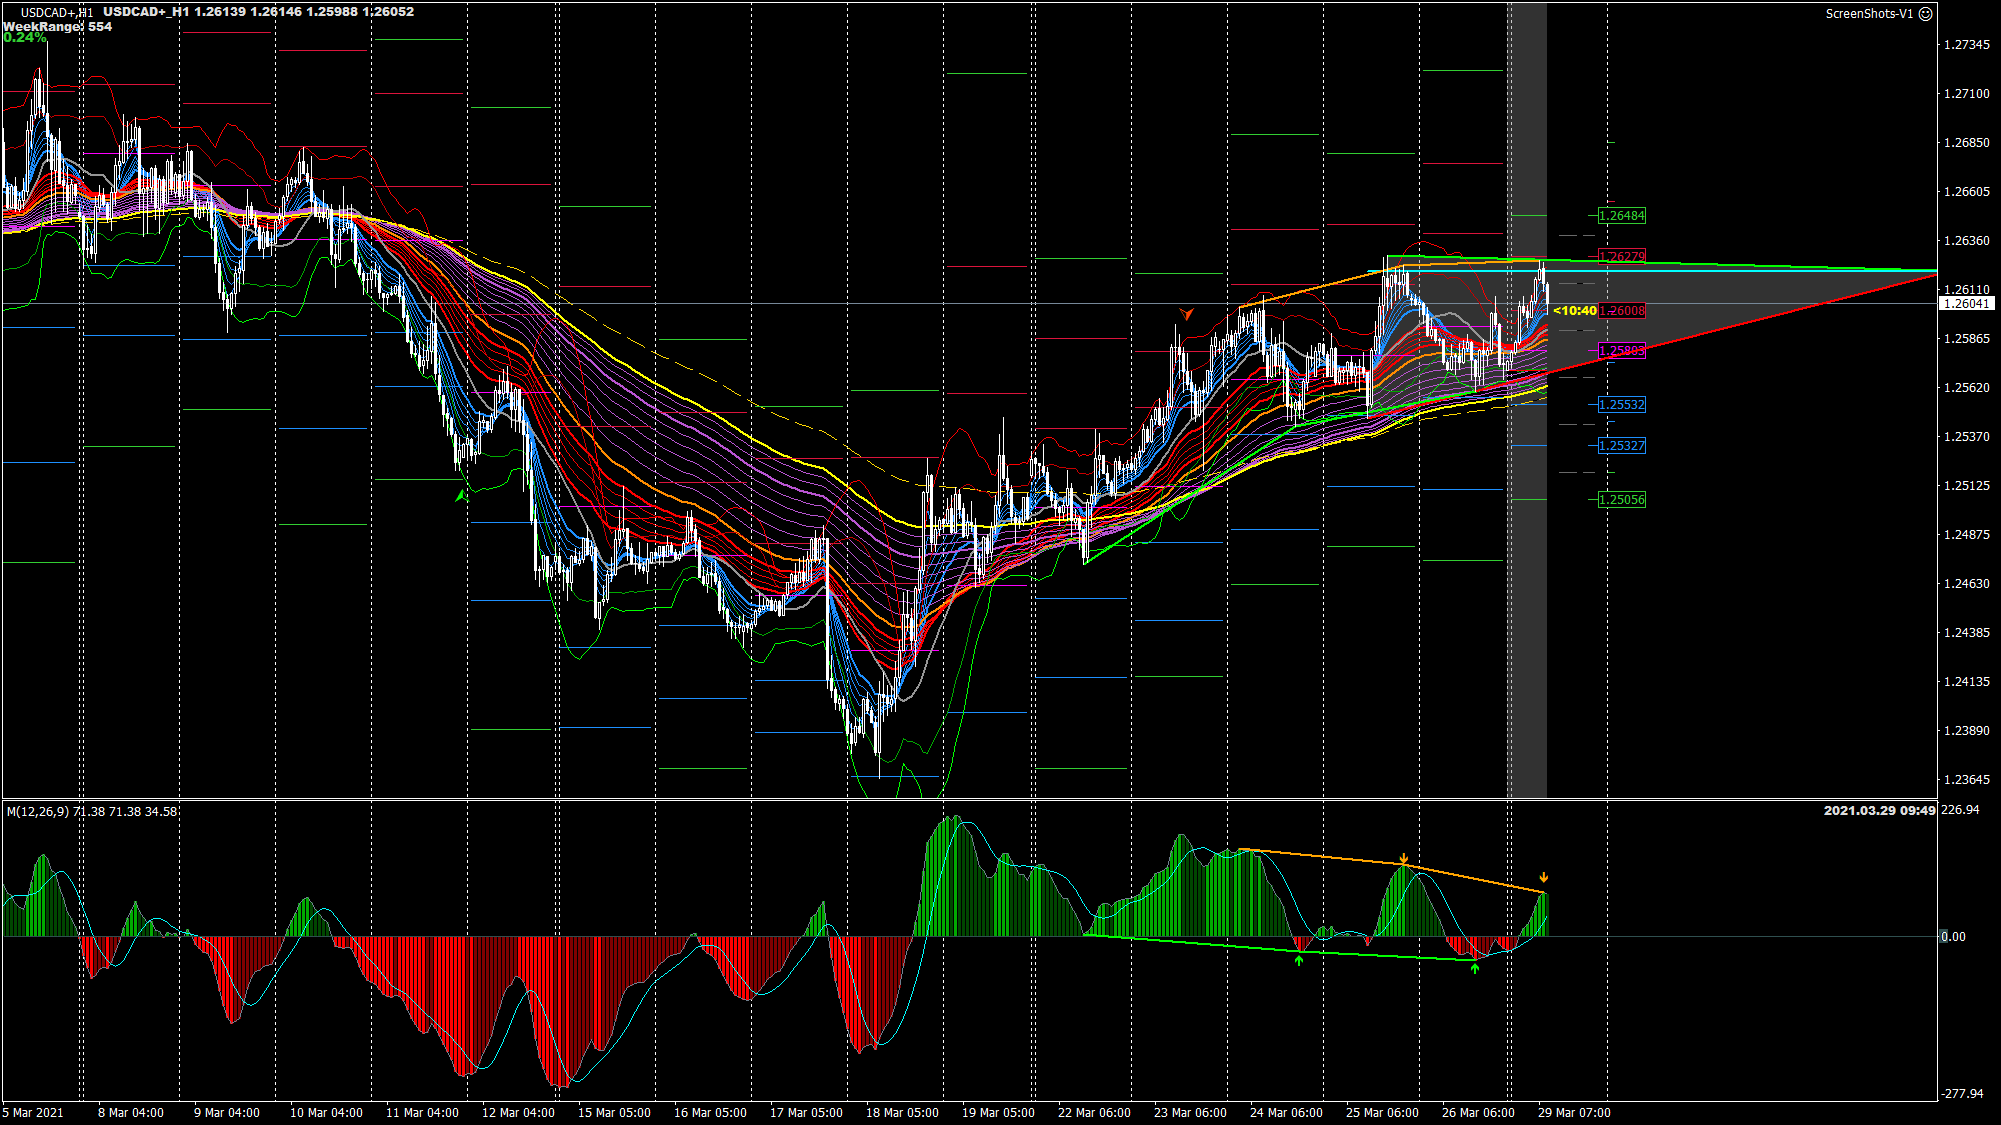 USDCAD+,H1 USDCAD+_H1 1.26139 1.26146 1.25988 1.26052
ScreenShots-V1
WeekRange: 554
0.24%
1.27345
1.27100
1.26850
1.26605
1.26484
1.26360
1.26279
1.26110
1.26041
<10:40
1.26008
1.25865
1.25803
1.25620
1.25532
1.25370
1.25327
1.25125
1.25056
1.24875
1.24630
1.24385
1.24135
1.23890
1.23645
M(12,26,9) 71.38 71.38 34.58
2021.03.29 09:49
226.94
0.00
-277.94
5 Mar 2021
8 Mar 04:00
9 Mar 04:00
10 Mar 04:00
11 Mar 04:00
12 Mar 04:00
15 Mar 05:00
16 Mar 05:00
17 Mar 05:00
18 Mar 05:00
19 Mar 05:00
22 Mar 06:00
23 Mar 06:00
24 Mar 06:00
25 Mar 06:00
26 Mar 06:00
29 Mar 07:00